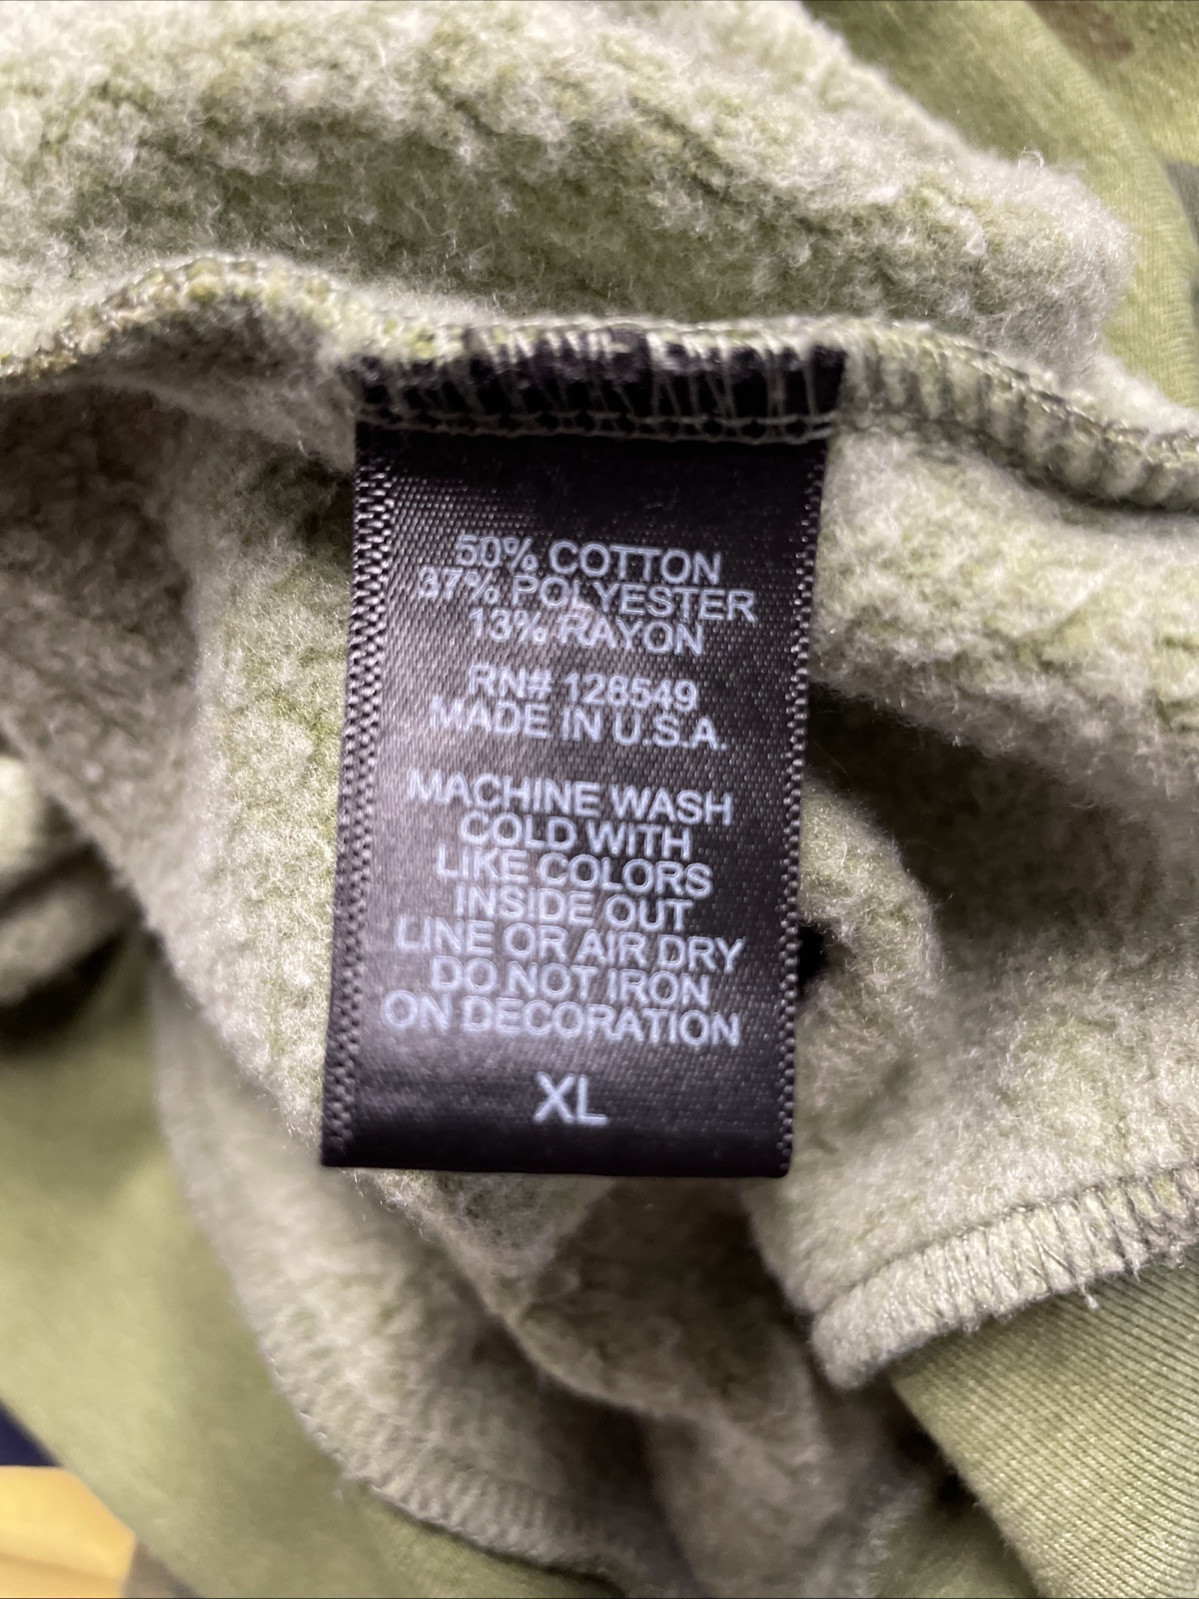 50% COTTON
37% POLYESTER
13% RAYON
RN# 128549
MADE IN U.S.A.
MACHINE WASH
COLD WITH
LIKE COLORS
INSIDE OUT
LINE OR AIR DRY
DO NOT IRON
ON DECORATION
XL